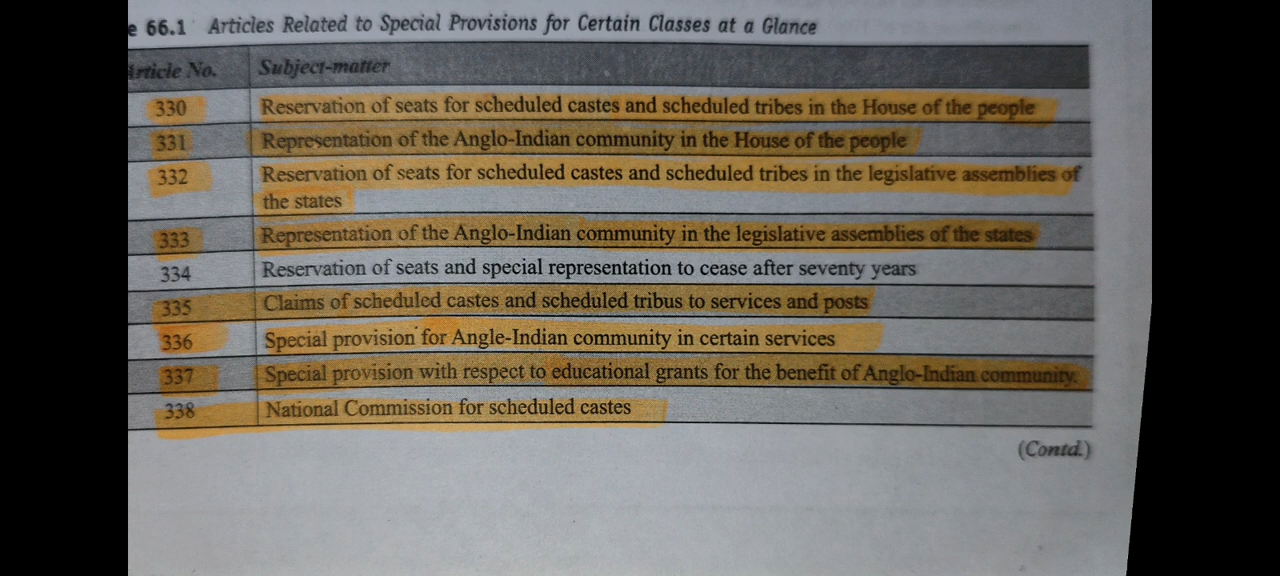 e 66.1 Articles Related to Special Provisions for Certain Classes at a Glance
Article No. Subject-matter
330 Reservation of seats for scheduled castes and scheduled tribes in the House of the people
331 Representation of the Anglo-Indian community in the House of the people
332 Reservation of seats for scheduled castes and scheduled tribes in the legislative assemblies of
the states
333 Representation of the Anglo-Indian community in the legislative assemblies of the states
334 Reservation of seats and special representation to cease after seventy years
335 Claims of scheduled castes and scheduled tribus to services and posts
336 Special provision for Angle-Indian community in certain services
337 Special provision with respect to educational grants for the benefit of Anglo-Indian community.
338 National Commission for scheduled castes
(Contd.)